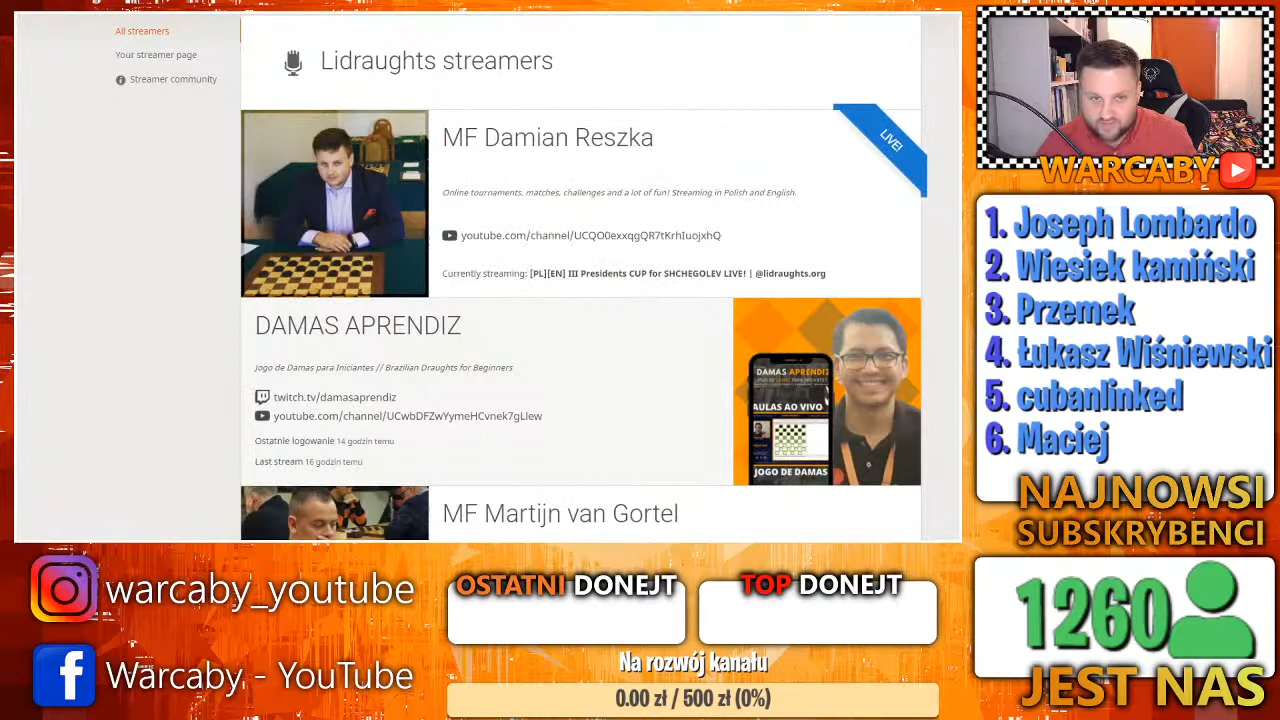 All streamers
Your streamer page
Streamer community
Lidraughts streamers
MF Damian Reszka
LIVE!
Online tournaments, matches, challenges and a lot of fun! Streaming in Polish and English.
youtube.com/channel/UCQO0exxqgQR7tKrhIuojxhQ
Currently streaming: [PL][EN] III Presidents CUP for SHCHEGOLEV LIVE! | @lidraughts.org
DAMAS APRENDIZ
Jogo de Damas para Iniciantes // Brazilian Draughts for Beginners
twitch.tv/damasaprendiz
youtube.com/channel/UCwbDFZwYymeHCvnek7gLlew
Ostatnie logowanie 14 godzin temu
Last stream 16 godzin temu
DAMAS APRENDIZ
AULAS AO VIVO
JOGO DE DAMAS
MF Martijn van Gortel
WARCABY
1. Joseph Lombardo
2. Wiesiek kamiński
3. Przemek
4. Łukasz Wiśniewski
5. cubanlinked
6. Maciej
NAJNOWSI
SUBSKRYBENCI
1260
JEST NAS
warcaby_youtube
Warcaby - YouTube
OSTATNI DONEJT
TOP DONEJT
Na rozwój kanału
0.00 zł / 500 zł (0%)